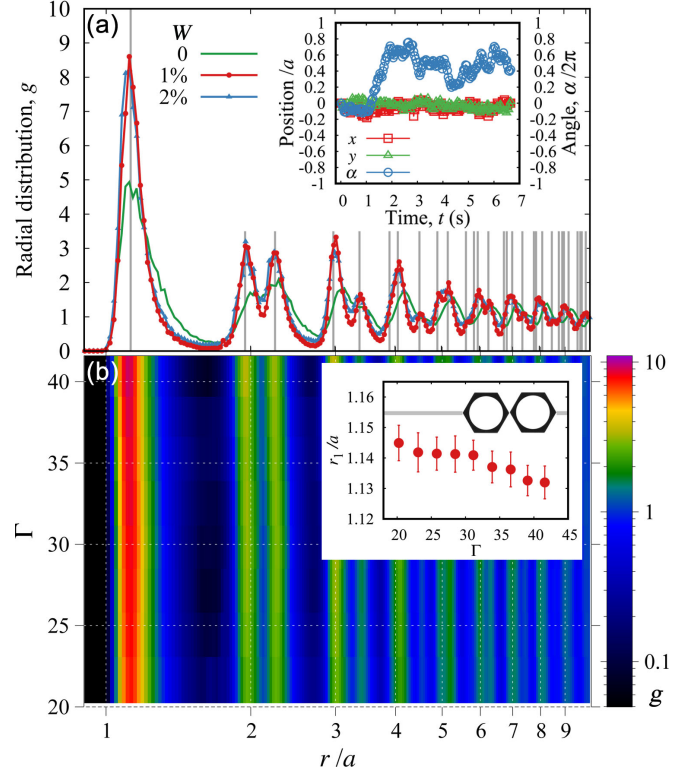 (a)
W
0
1%
2%
10
9
8
7
6
5
4
3
2
1
0
Radial distribution, g
1
0.8
0.6
0.4
0.2
0
-0.2
-0.4
-0.6
-0.8
-1
Position /a
x
y
α
0 1 2 3 4 5 6 7
Time, t (s)
1
0.8
0.6
0.4
0.2
0
-0.2
-0.4
-0.6
-0.8
-1
Angle, α/2π
(b)
40
35
30
25
20
Γ
1.16
1.15
1.14
1.13
1.12
r₁/a
20 25 30 35 40 45
Γ
1 2 3 4 5 6 7 8 9
r/a
10
1
0.1
g